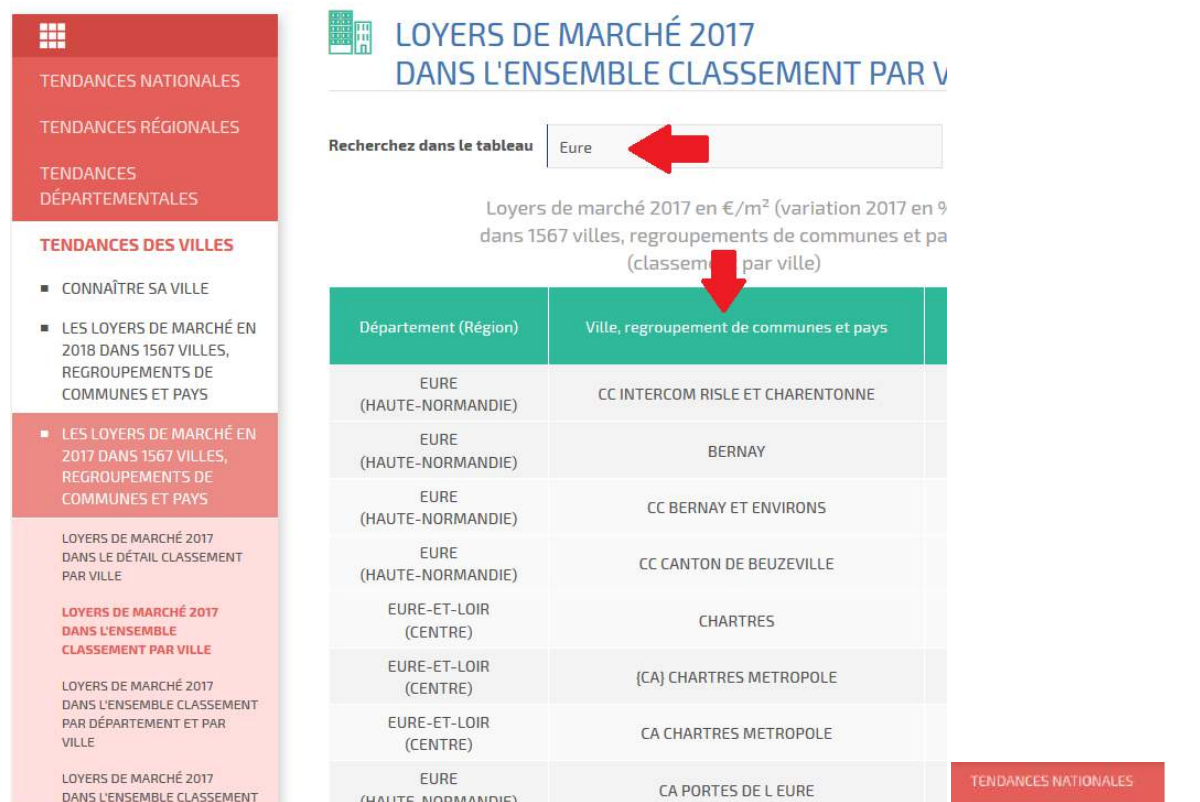 TENDANCES NATIONALES
TENDANCES RÉGIONALES
TENDANCES
DÉPARTEMENTALES
TENDANCES DES VILLES
CONNAÎTRE SA VILLE
LES LOYERS DE MARCHÉ EN
2018 DANS 1567 VILLES,
REGROUPEMENTS DE
COMMUNES ET PAYS
LES LOYERS DE MARCHÉ EN
2017 DANS 1567 VILLES,
REGROUPEMENTS DE
COMMUNES ET PAYS
LOYERS DE MARCHÉ 2017
DANS LE DÉTAIL CLASSEMENT
PAR VILLE
LOYERS DE MARCHÉ 2017
DANS L'ENSEMBLE
CLASSEMENT PAR VILLE
LOYERS DE MARCHÉ 2017
DANS L'ENSEMBLE CLASSEMENT
PAR DÉPARTEMENT ET PAR
VILLE
LOYERS DE MARCHÉ 2017
DANS L'ENSEMBLE CLASSEMENT
LOYERS DE MARCHÉ 2017
DANS L'ENSEMBLE CLASSEMENT PAR V
Recherchez dans le tableau Eure
Loyers de marché 2017 en €/m² (variation 2017 en %
dans 1567 villes, regroupements de communes et pa
(classem par ville)
Département (Région) Ville, regroupement de communes et pays
EURE
(HAUTE-NORMANDIE) CC INTERCOM RISLE ET CHARENTONNE
EURE
(HAUTE-NORMANDIE) BERNAY
EURE
(HAUTE-NORMANDIE) CC BERNAY ET ENVIRONS
EURE
(HAUTE-NORMANDIE) CC CANTON DE BEUZEVILLE
EURE-ET-LOIR
(CENTRE) CHARTRES
EURE-ET-LOIR
(CENTRE) {CA} CHARTRES METROPOLE
EURE-ET-LOIR
(CENTRE) CA CHARTRES METROPOLE
EURE
(HAUTE-NORMANDIE) CA PORTES DE L EURE
TENDANCES NATIONALES